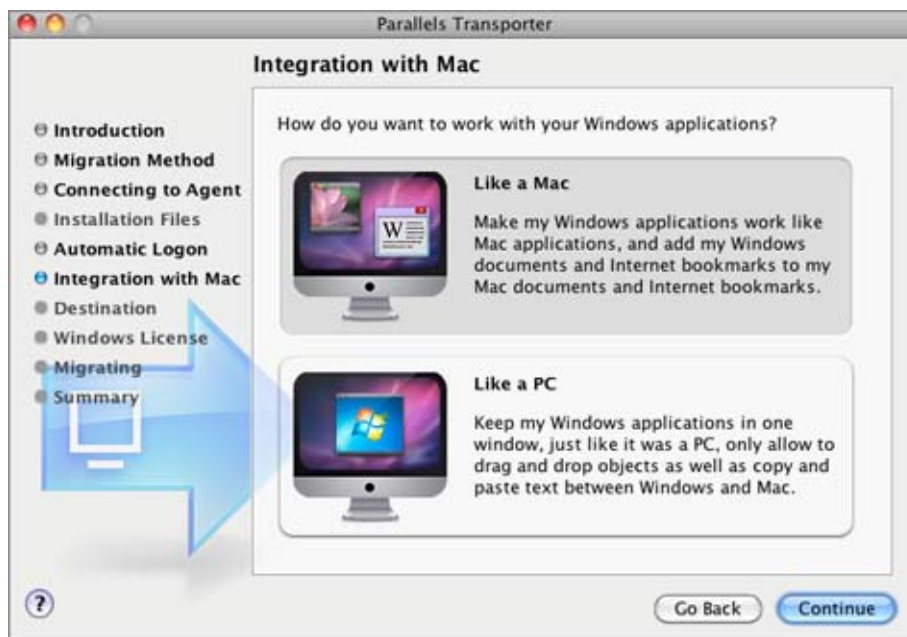 Parallels Transporter
Integration with Mac
Introduction
Migration Method
Connecting to Agent
Installation Files
Automatic Logon
Integration with Mac
Destination
Windows License
Migrating
Summary
How do you want to work with your Windows applications?
Like a Mac
Make my Windows applications work like
Mac applications, and add my Windows
documents and Internet bookmarks to my
Mac documents and Internet bookmarks.
W
Like a PC
Keep my Windows applications in one
window, just like it was a PC, only allow to
drag and drop objects as well as copy and
paste text between Windows and Mac.
?
Go Back
Continue